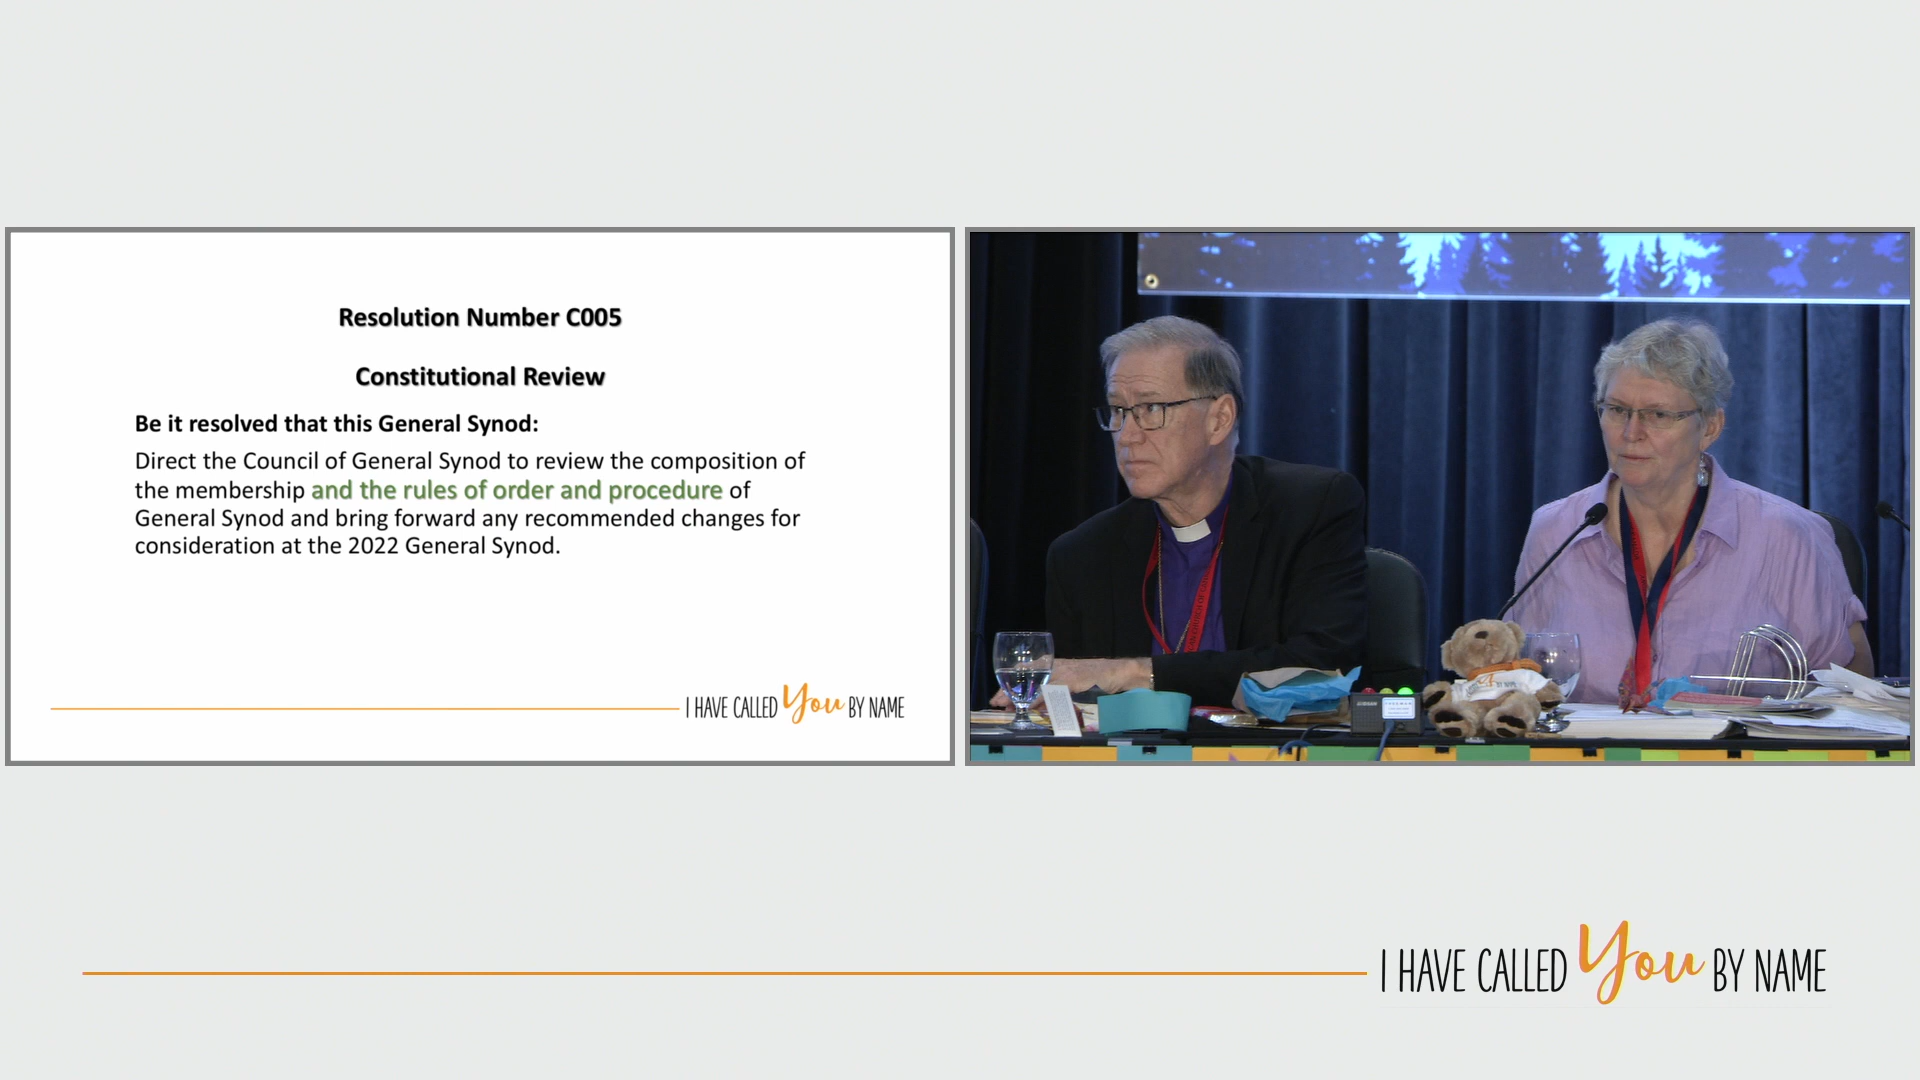 Resolution Number C005
Constitutional Review
Be it resolved that this General Synod:
Direct the Council of General Synod to review the composition of
the membership and the rules of order and procedure of
General Synod and bring forward any recommended changes for
consideration at the 2022 General Synod.
I HAVE CALLED You BY NAME
I HAVE CALLED You BY NAME